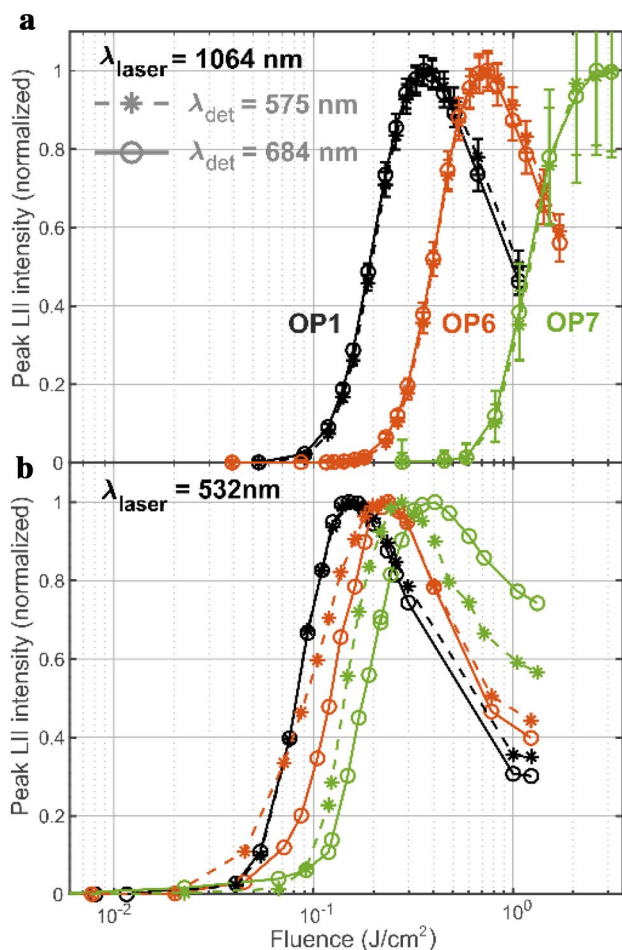 a
λlaser = 1064 nm
λdet = 575 nm
λdet = 684 nm
Peak LII intensity (normalized)
1
0.8
0.6
0.4
0.2
0
OP1
OP6
OP7
b
λlaser = 532nm
Peak LII intensity (normalized)
1
0.8
0.6
0.4
0.2
0
10-2
10-1
100
Fluence (J/cm2)